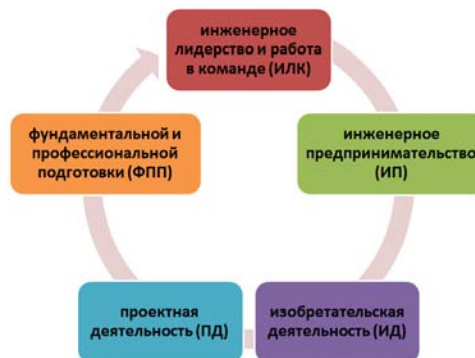 инженерное
лидерство и работа
в команде (ИЛК)
инженерное
предпринимательство
(ИП)
изобретательская
деятельность (ИД)
проектная
деятельность (ПД)
фундаментальной и
профессиональной
подготовки (ФПП)